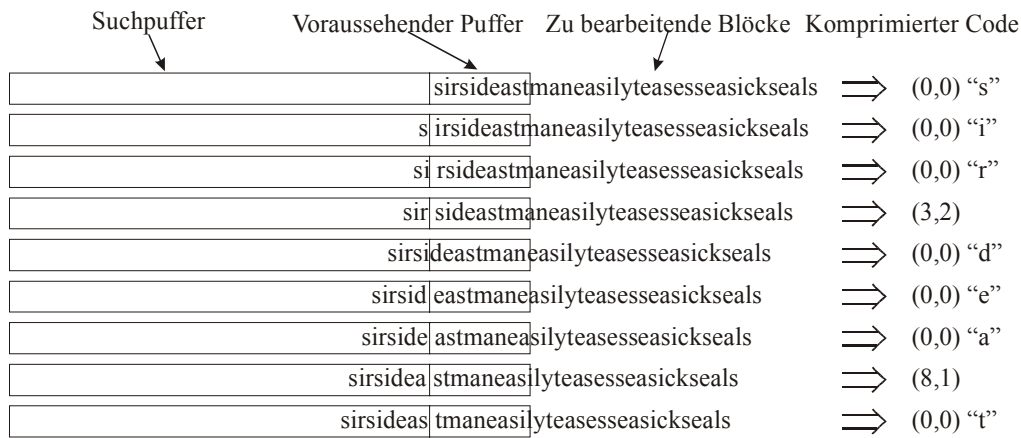 Suchpuffer Voraussehender Puffer Zu bearbeitende Blöcke Komprimierter Code
sirsideastmaneasilyteasesseasickseals (0,0) “s”
s irsideastmaneasilyteasesseasickseals (0,0) “i”
si rsideastmaneasilyteasesseasickseals (0,0) “r”
sir sideastmaneasilyteasesseasickseals (3,2)
sirsideastmaneasilyteasesseasickseals (0,0) “d”
sirsid eastmaneasilyteasesseasickseals (0,0) “e”
sirside astmaneasilyteasesseasickseals (0,0) “a”
sirsidea stmaneasilyteasesseasickseals (8,1)
sirsideas tmaneasilyteasesseasickseals (0,0) “t”